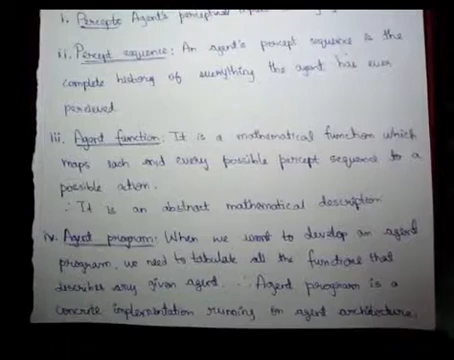 i. Percepts Agent's perceptual
ii. Percept sequence: An agent's percept sequence is the
complete history of everything the agent has ever
perceived
iii. Agent function: It is a mathematical function which
maps each and every possible percept sequence to a
possible action.
∴ It is an abstract mathematical description
iv. Agent program: When we want to develop an agent
program, we need to tabulate all the functions that
describes any given agent. ∴ Agent program is a
concrete implementation running on agent architecture.